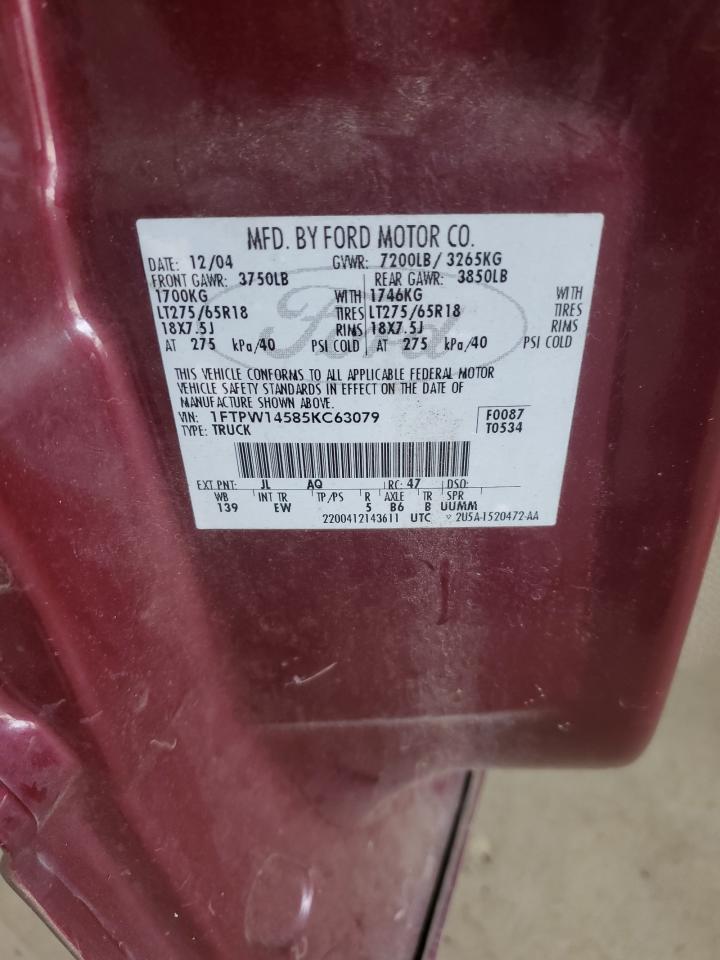 MFD. BY FORD MOTOR CO.
DATE: 12/04 GVWR: 7200LB/ 3265KG
FRONT GAWR: 3750LB REAR GAWR: 3850LB
1700KG WITH 1746KG WITH
LT275/65R18 TIRES LT275/65R18 TIRES
18X7.5J RIMS 18X7.5J RIMS
AT 275 kPa/40 PSI COLD AT 275 kPa/40 PSI COLD
Ford
THIS VEHICLE CONFORMS TO ALL APPLICABLE FEDERAL MOTOR
VEHICLE SAFETY STANDARDS IN EFFECT ON THE DATE OF
MANUFACTURE SHOWN ABOVE.
VIN: 1FTPW14585KC63079 F0087
TYPE: TRUCK T0534
EXT PNT: JL AQ RC: 47 DSO:
WB INT TR TP/PS R AXLE TR SPR
139 EW 5 B6 B UUMM
2200412143611 UTC 2U5A-1520472-AA